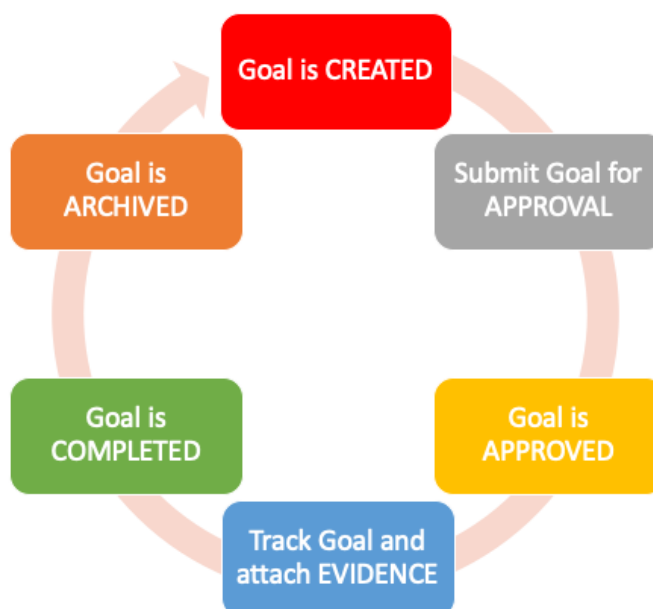 Goal is CREATED
Submit Goal for
APPROVAL
Goal is
APPROVED
Track Goal and
attach EVIDENCE
Goal is
COMPLETED
Goal is
ARCHIVED